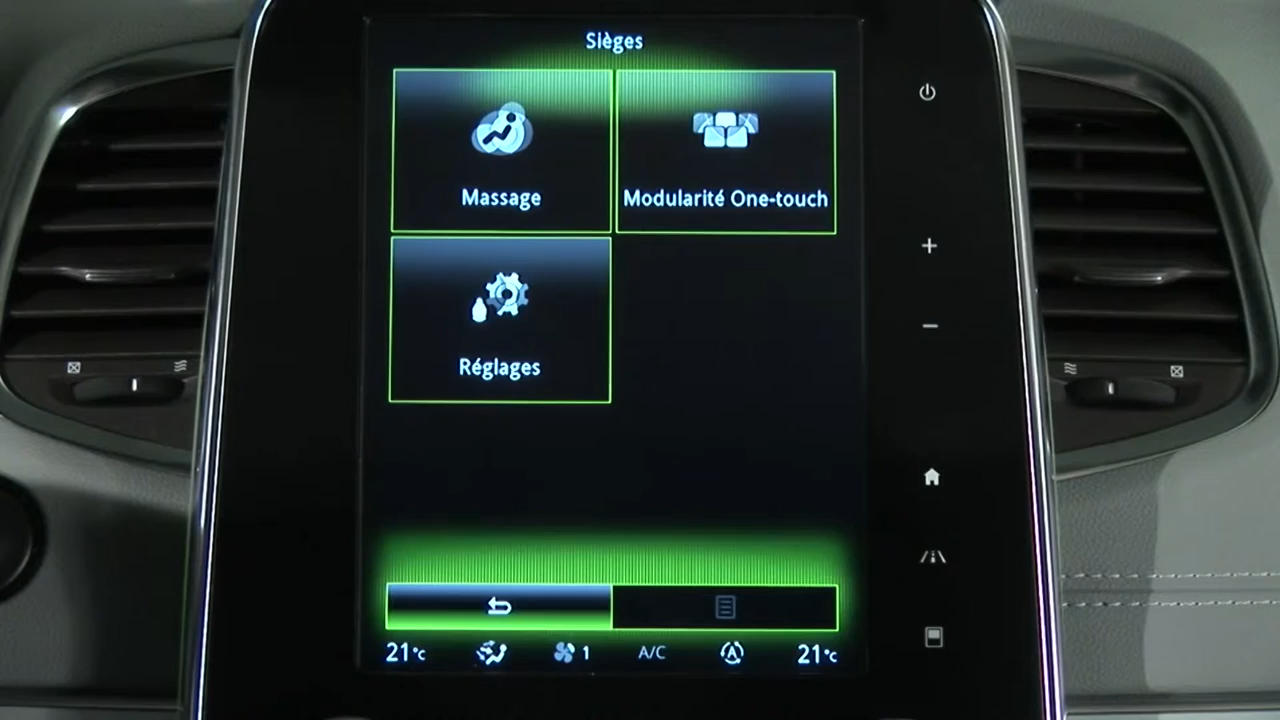 Sièges
Massage
Modularité One-touch
Réglages
21°C
1
A/C
A
21°C